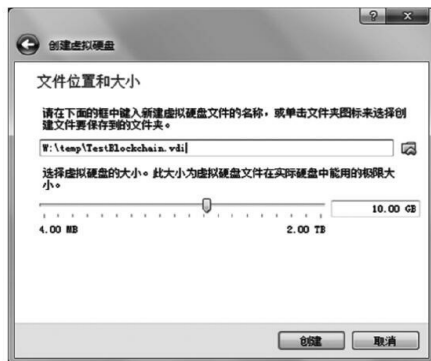 创建虚拟硬盘
文件位置和大小
请在下面的框中键入新建虚拟硬盘文件的名称，或单击文件夹图标来选择创
建文件要保存到的文件夹。
W:\temp\TestBlockchain.vdi
选择虚拟硬盘的大小。此大小为虚拟硬盘文件在实际硬盘中能用的极限大
小。
10.00 GB
4.00 MB 2.00 TB
创建 取消